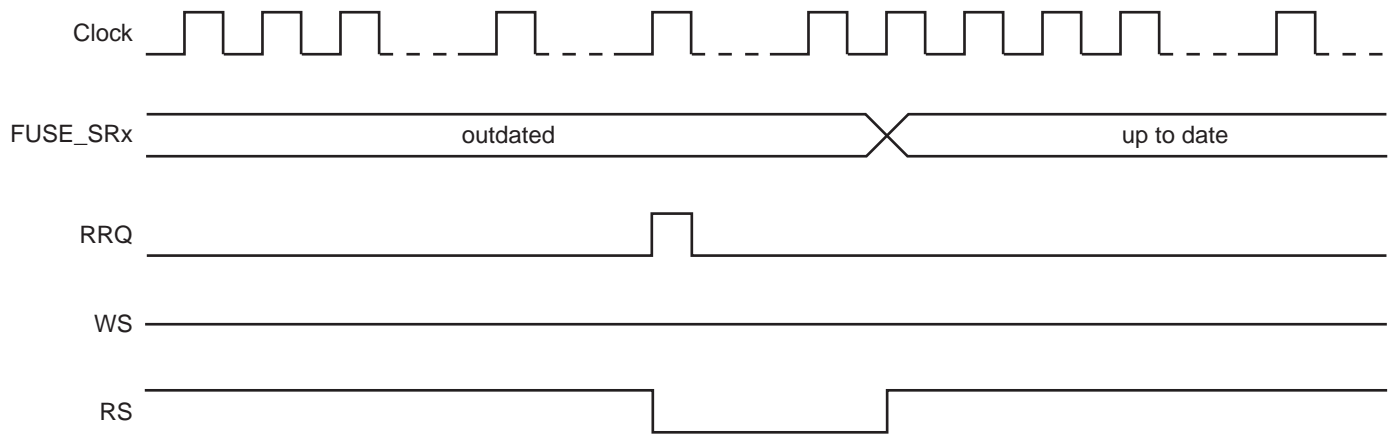 Clock
FUSE_SRx
outdated
up to date
RRQ
WS
RS